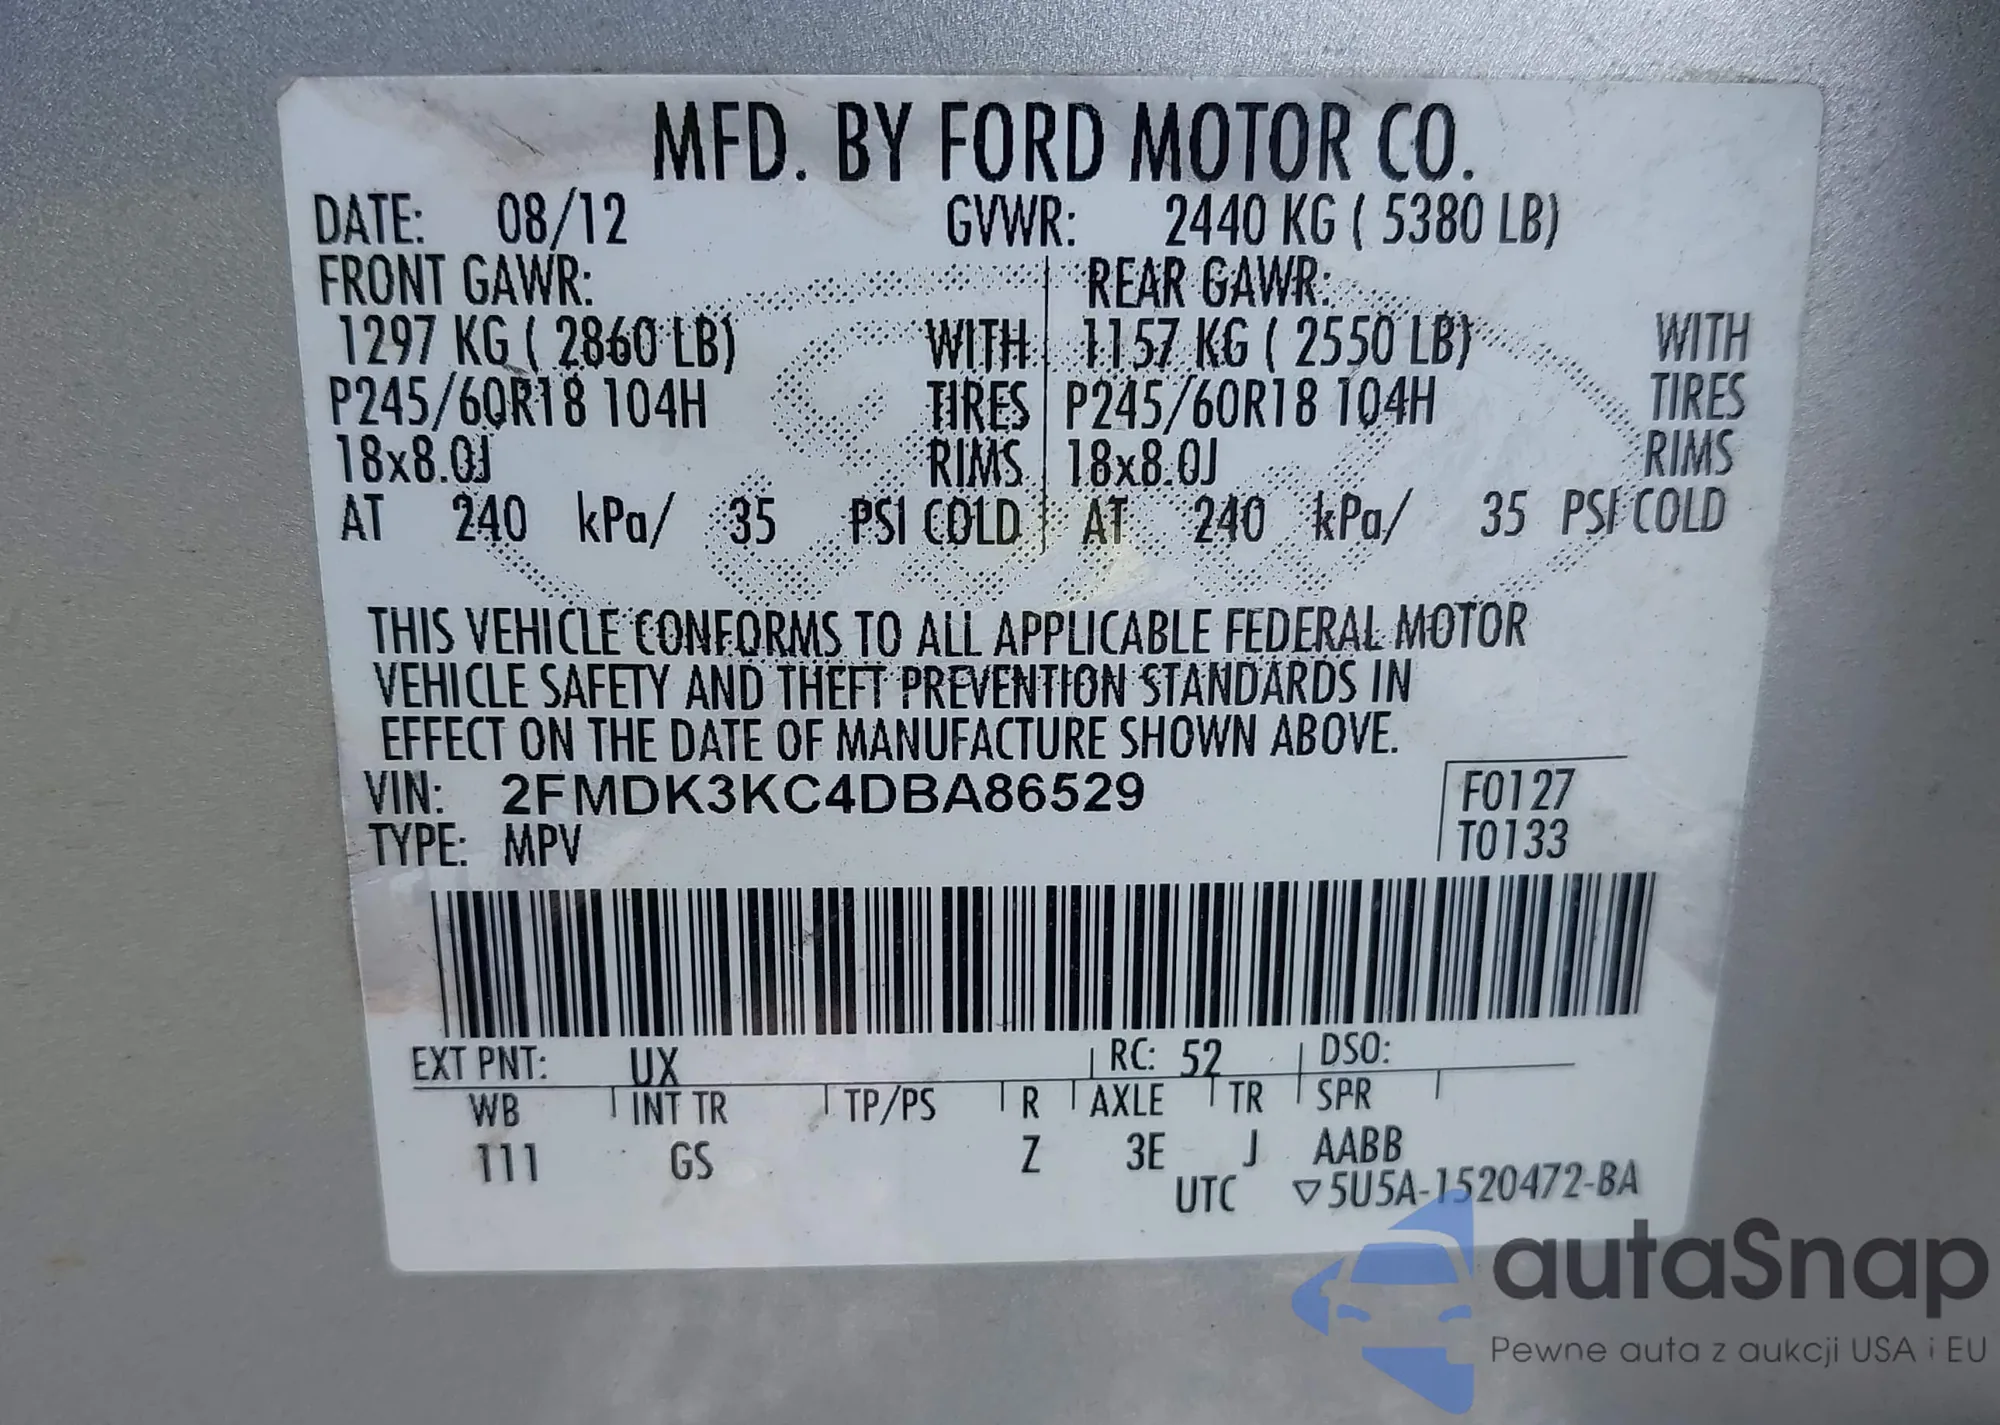 MFD. BY FORD MOTOR CO.
DATE: 08/12 GVWR: 2440 KG ( 5380 LB)
FRONT GAWR: REAR GAWR:
1297 KG ( 2860 LB) WITH 1157 KG ( 2550 LB) WITH
P245/60R18 104H TIRES P245/60R18 104H TIRES
18x8.0J RIMS 18x8.0J RIMS
AT 240 kPa/ 35 PSI COLD AT 240 kPa/ 35 PSI COLD
THIS VEHICLE CONFORMS TO ALL APPLICABLE FEDERAL MOTOR
VEHICLE SAFETY AND THEFT PREVENTION STANDARDS IN
EFFECT ON THE DATE OF MANUFACTURE SHOWN ABOVE.
VIN: 2FMDK3KC4DBA86529 F0127
TYPE: MPV T0133
EXT PNT: UX RC: 52 DSO:
WB INT TR TP/PS R AXLE TR SPR
111 GS Z 3E J AABB
UTC ▽5U5A-1520472-BA
autaSnap
Pewne auta z aukcji USA i EU